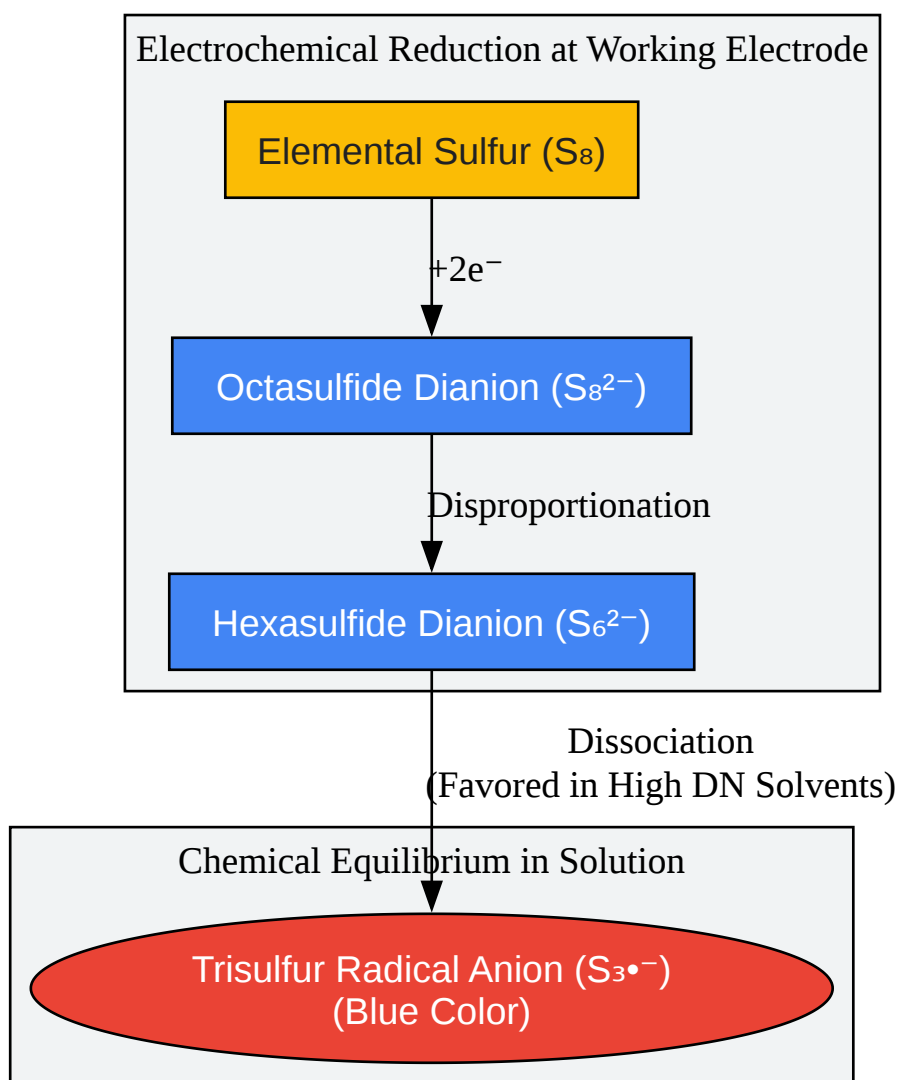 Electrochemical Reduction at Working Electrode
Elemental Sulfur (S₈)
+2e⁻
Octasulfide Dianion (S₈²⁻)
Disproportionation
Hexasulfide Dianion (S₆²⁻)
Dissociation
(Favored in High DN Solvents)
Chemical Equilibrium in Solution
Trisulfur Radical Anion (S₃•⁻)
(Blue Color)